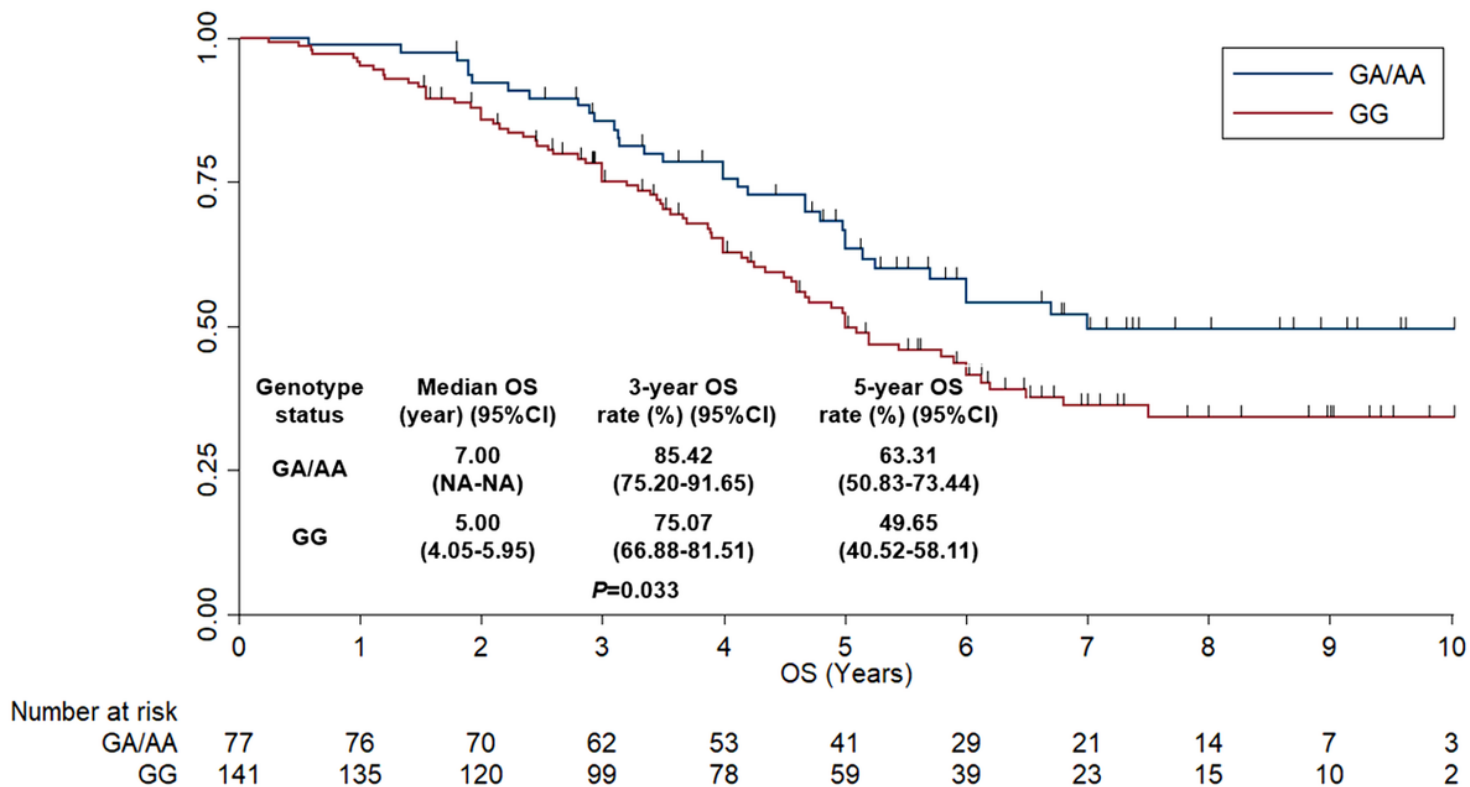 1.00
0.75
0.50
0.25
0.00
GA/AA
GG
Genotype status Median OS (year) (95%CI) 3-year OS rate (%) (95%CI) 5-year OS rate (%) (95%CI)
GA/AA 7.00 (NA-NA) 85.42 (75.20-91.65) 63.31 (50.83-73.44)
GG 5.00 (4.05-5.95) 75.07 (66.88-81.51) 49.65 (40.52-58.11)
P=0.033
0 1 2 3 4 5 6 7 8 9 10
OS (Years)
Number at risk
GA/AA 77 76 70 62 53 41 29 21 14 7 3
GG 141 135 120 99 78 59 39 23 15 10 2